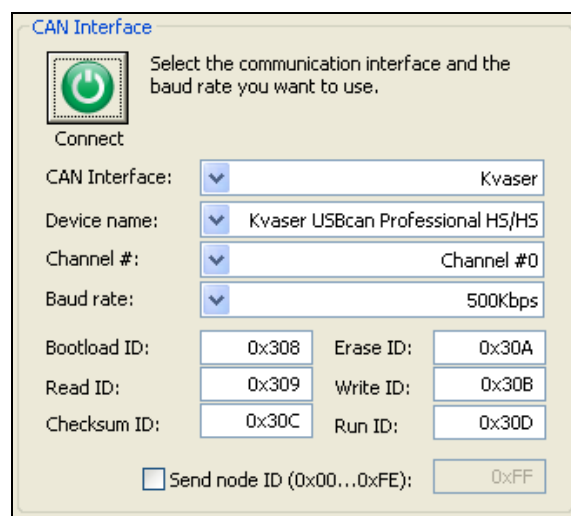 CAN Interface
Select the communication interface and the
baud rate you want to use.
Connect
CAN Interface: Kvaser
Device name: Kvaser USBcan Professional HS/HS
Channel #: Channel #0
Baud rate: 500Kbps
Bootload ID: 0x308 Erase ID: 0x30A
Read ID: 0x309 Write ID: 0x30B
Checksum ID: 0x30C Run ID: 0x30D
Send node ID (0x00...0xFE): 0xFF